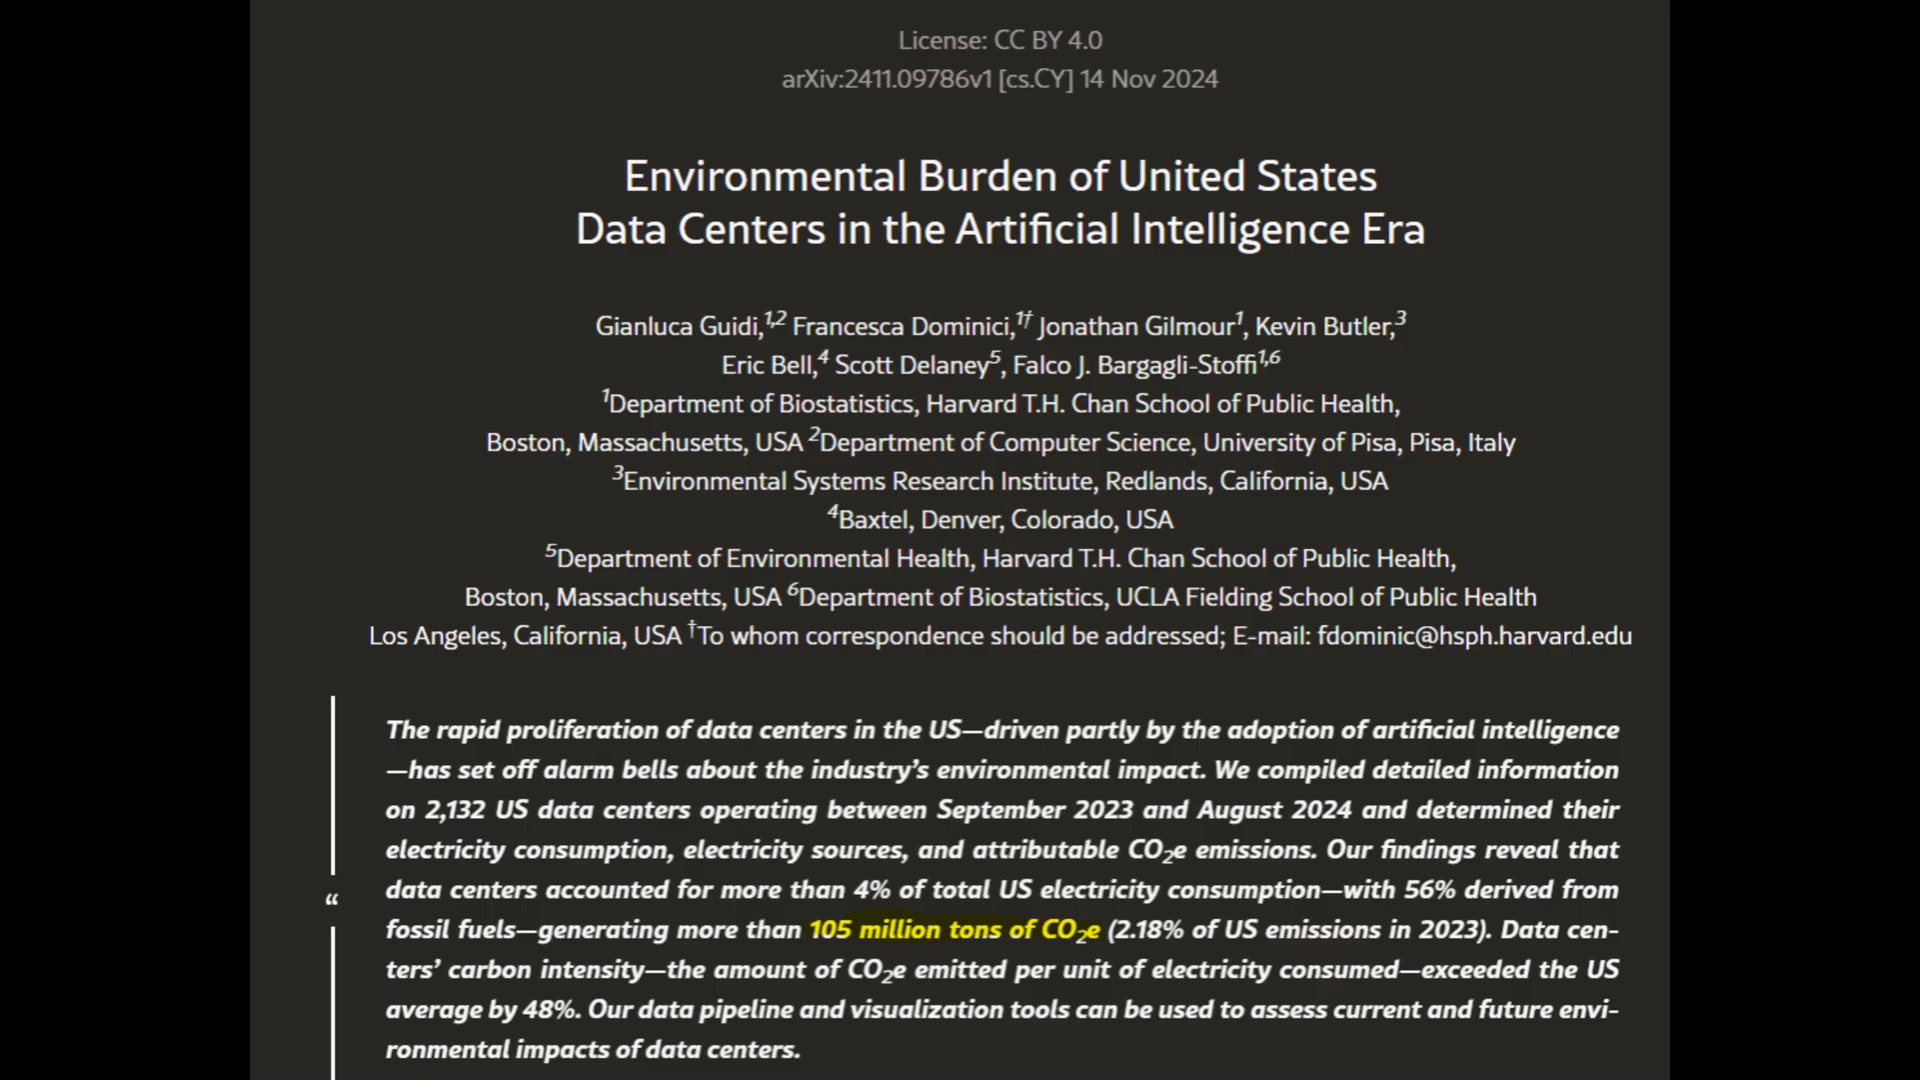 License: CC BY 4.0
arXiv:2411.09786v1 [cs.CY] 14 Nov 2024
Environmental Burden of United States
Data Centers in the Artificial Intelligence Era
Gianluca Guidi,1,2 Francesca Dominici,1† Jonathan Gilmour1, Kevin Butler,3
Eric Bell,4 Scott Delaney5, Falco J. Bargagli-Stoffi1,6
1Department of Biostatistics, Harvard T.H. Chan School of Public Health,
Boston, Massachusetts, USA 2Department of Computer Science, University of Pisa, Pisa, Italy
3Environmental Systems Research Institute, Redlands, California, USA
4Baxtel, Denver, Colorado, USA
5Department of Environmental Health, Harvard T.H. Chan School of Public Health,
Boston, Massachusetts, USA 6Department of Biostatistics, UCLA Fielding School of Public Health
Los Angeles, California, USA †To whom correspondence should be addressed; E-mail: fdominic@hsph.harvard.edu
The rapid proliferation of data centers in the US—driven partly by the adoption of artificial intelligence
—has set off alarm bells about the industry’s environmental impact. We compiled detailed information
on 2,132 US data centers operating between September 2023 and August 2024 and determined their
electricity consumption, electricity sources, and attributable CO2e emissions. Our findings reveal that
“ data centers accounted for more than 4% of total US electricity consumption—with 56% derived from
fossil fuels—generating more than 105 million tons of CO2e (2.18% of US emissions in 2023). Data cen-
ters’ carbon intensity—the amount of CO2e emitted per unit of electricity consumed—exceeded the US
average by 48%. Our data pipeline and visualization tools can be used to assess current and future envi-
ronmental impacts of data centers.